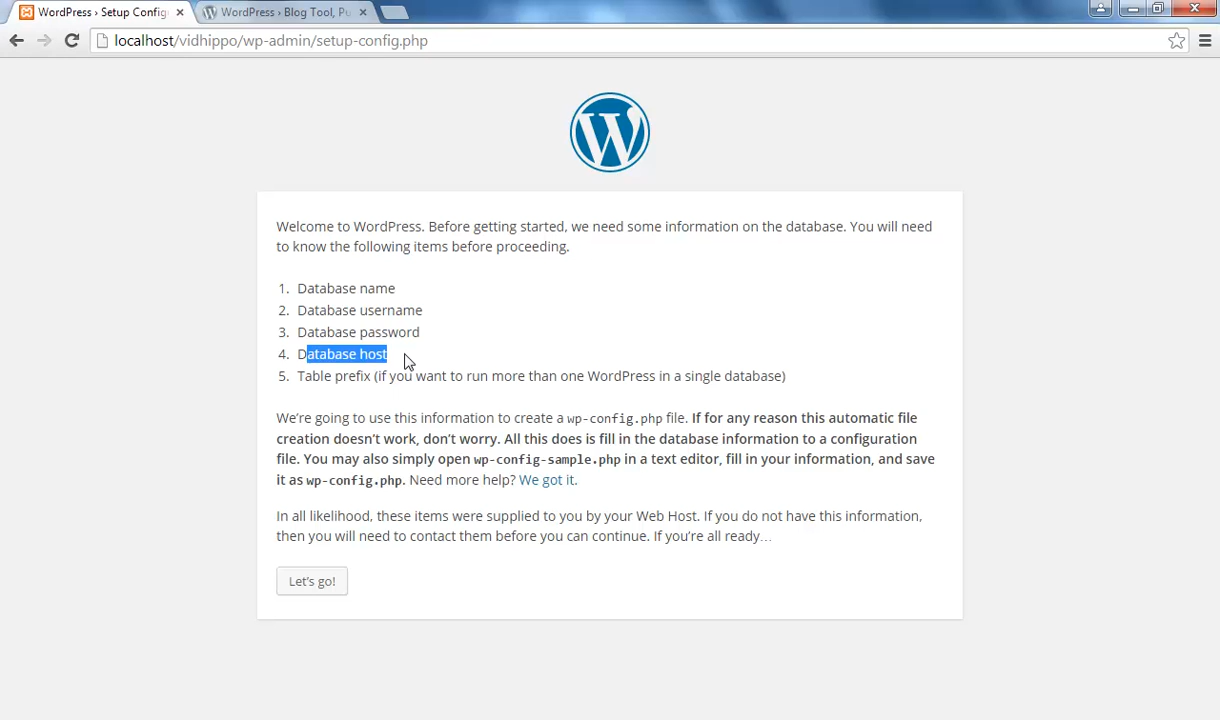 WordPress › Setup Config
WordPress › Blog Tool, Pu
localhost/vidhippo/wp-admin/setup-config.php
Welcome to WordPress. Before getting started, we need some information on the database. You will need
to know the following items before proceeding.
1. Database name
2. Database username
3. Database password
4. Database host
5. Table prefix (if you want to run more than one WordPress in a single database)
We're going to use this information to create a wp-config.php file. If for any reason this automatic file
creation doesn't work, don't worry. All this does is fill in the database information to a configuration
file. You may also simply open wp-config-sample.php in a text editor, fill in your information, and save
it as wp-config.php. Need more help? We got it.
In all likelihood, these items were supplied to you by your Web Host. If you do not have this information,
then you will need to contact them before you can continue. If you're all ready…
Let's go!